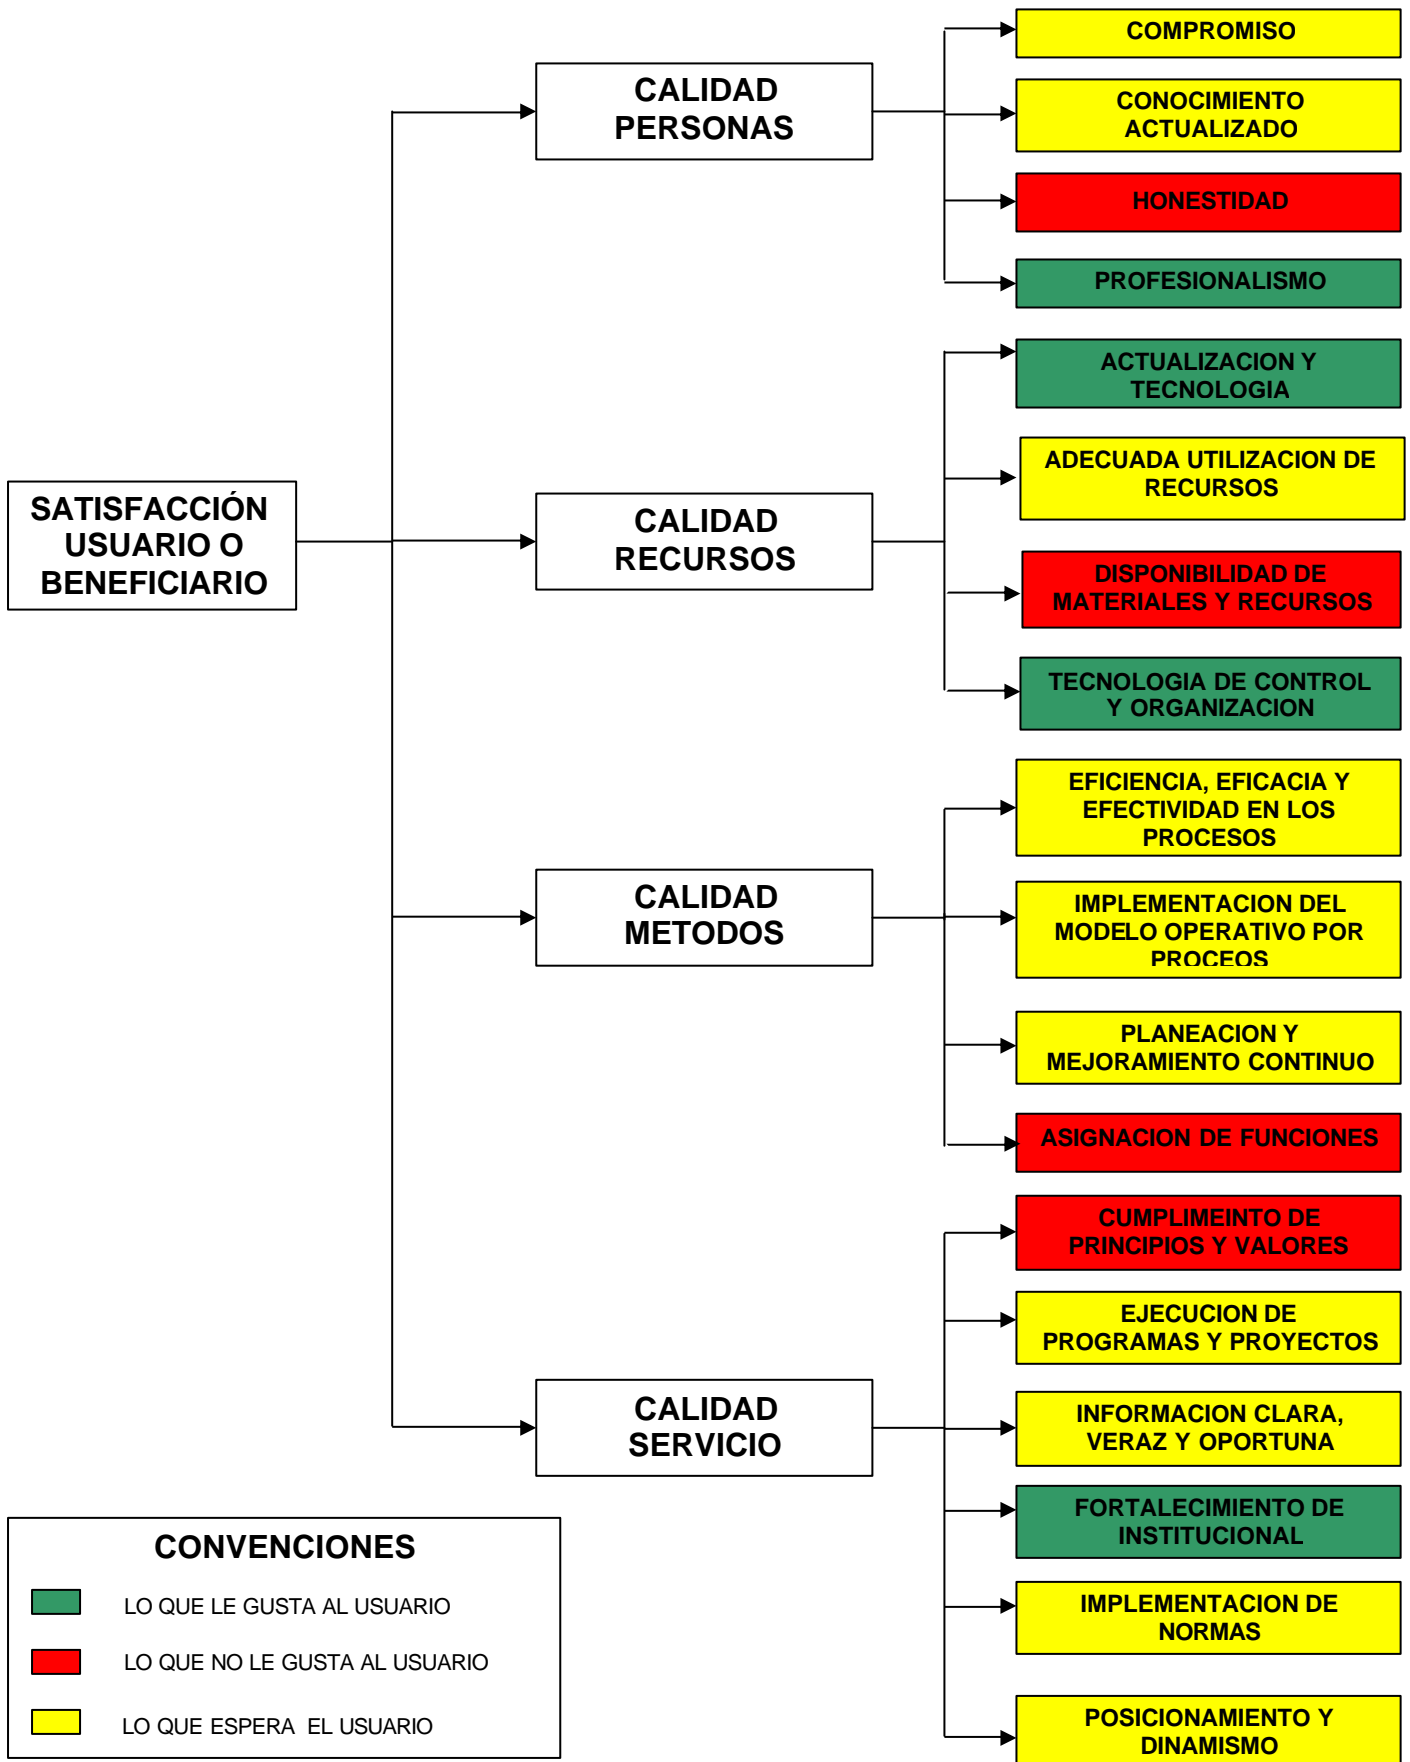 COMPROMISO
CALIDAD
PERSONAS
CONOCIMIENTO
ACTUALIZADO
HONESTIDAD
PROFESIONALISMO
ACTUALIZACION Y
TECNOLOGIA
ADECUADA UTILIZACION DE
RECURSOS
SATISFACCIÓN
USUARIO O
BENEFICIARIO
CALIDAD
RECURSOS
DISPONIBILIDAD DE
MATERIALES Y RECURSOS
TECNOLOGIA DE CONTROL
Y ORGANIZACION
EFICIENCIA, EFICACIA Y
EFECTIVIDAD EN LOS
PROCESOS
CALIDAD
METODOS
IMPLEMENTACION DEL
MODELO OPERATIVO POR
PROCEOS
PLANEACION Y
MEJORAMIENTO CONTINUO
ASIGNACION DE FUNCIONES
CUMPLIMEINTO DE
PRINCIPIOS Y VALORES
EJECUCION DE
PROGRAMAS Y PROYECTOS
CALIDAD
SERVICIO
INFORMACION CLARA,
VERAZ Y OPORTUNA
FORTALECIMIENTO DE
INSTITUCIONAL
IMPLEMENTACION DE
NORMAS
POSICIONAMIENTO Y
DINAMISMO
CONVENCIONES
LO QUE LE GUSTA AL USUARIO
LO QUE NO LE GUSTA AL USUARIO
LO QUE ESPERA  EL USUARIO